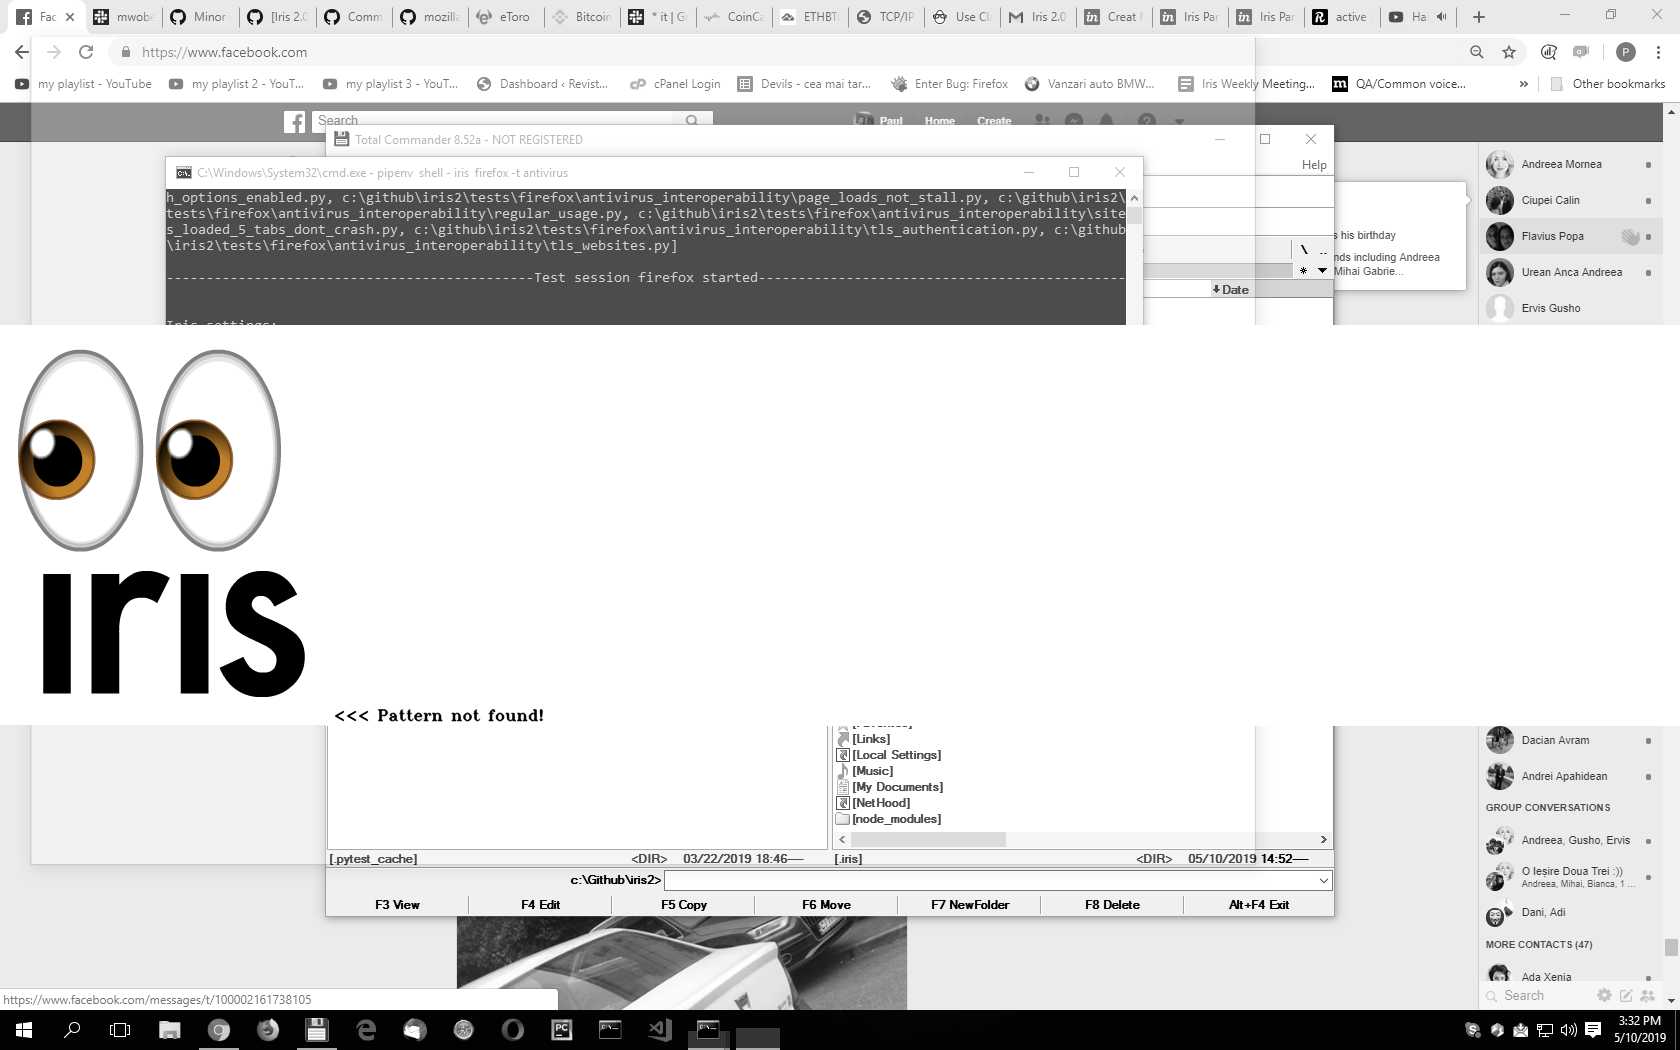 Fac
mwobe
Minor
[Iris 2.0
Comm
mozilla
eToro
Bitcoin
* it | G
CoinCa
ETHBT
TCP/IP
Use Cl
Iris 2.0
Creat
Iris Par
Iris Par
active
Ha
https://www.facebook.com
P
my playlist - YouTube
my playlist 2 - YouT...
my playlist 3 - YouT...
Dashboard ‹ Revist...
cPanel Login
Devils - cea mai tar...
Enter Bug: Firefox
Vanzari auto BMW...
Iris Weekly Meeting...
QA/Common voice...
»
Other bookmarks
Search
Paul
Home
Create
Total Commander 8.52a - NOT REGISTERED
Help
C:\Windows\System32\cmd.exe - pipenv shell - iris firefox -t antivirus
h_options_enabled.py, c:\github\iris2\tests\firefox\antivirus_interoperability\page_loads_not_stall.py, c:\github\iris2\
tests\firefox\antivirus_interoperability\regular_usage.py, c:\github\iris2\tests\firefox\antivirus_interoperability\site
s_loaded_5_tabs_dont_crash.py, c:\github\iris2\tests\firefox\antivirus_interoperability\tls_authentication.py, c:\github
\iris2\tests\firefox\antivirus_interoperability\tls_websites.py]
---------------------------------------------Test session firefox started---------------------------------------------
Iris settings:
\ ..
* ▼
Date
s his birthday
nds including Andreea
Mihai Gabrie...
Andreea Mornea
Ciupei Calin
Flavius Popa
Urean Anca Andreea
Ervis Gusho
iris
<<< Pattern not found!
[Links]
[Local Settings]
[Music]
[My Documents]
[NetHood]
[node_modules]
[.pytest_cache] <DIR> 03/22/2019 18:46----
[.iris] <DIR> 05/10/2019 14:52----
c:\Github\iris2>
F3 View
F4 Edit
F5 Copy
F6 Move
F7 NewFolder
F8 Delete
Alt+F4 Exit
Dacian Avram
Andrei Apahidean
GROUP CONVERSATIONS
Andreea, Gusho, Ervis
O Ieșire Doua Trei :))
Andreea, Mihai, Bianca, 1 ...
Dani, Adi
MORE CONTACTS (47)
Ada Xenia
Search
https://www.facebook.com/messages/t/100002161738105
3:32 PM
5/10/2019